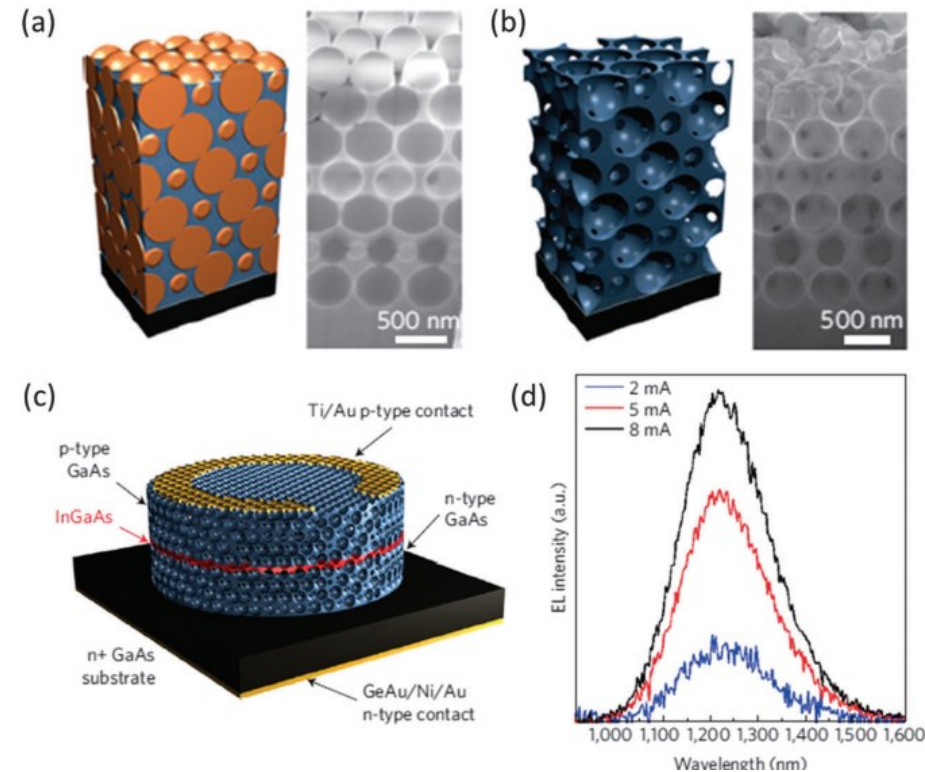 (a)
500 nm
(b)
500 nm
(c)
Ti/Au p-type contact
p-type
GaAs
InGaAs
n-type
GaAs
n+ GaAs
substrate
GeAu/Ni/Au
n-type contact
(d)
2 mA
5 mA
8 mA
EL intensity (a.u.)
1,000 1,100 1,200 1,300 1,400 1,500 1,600
Wavelength (nm)